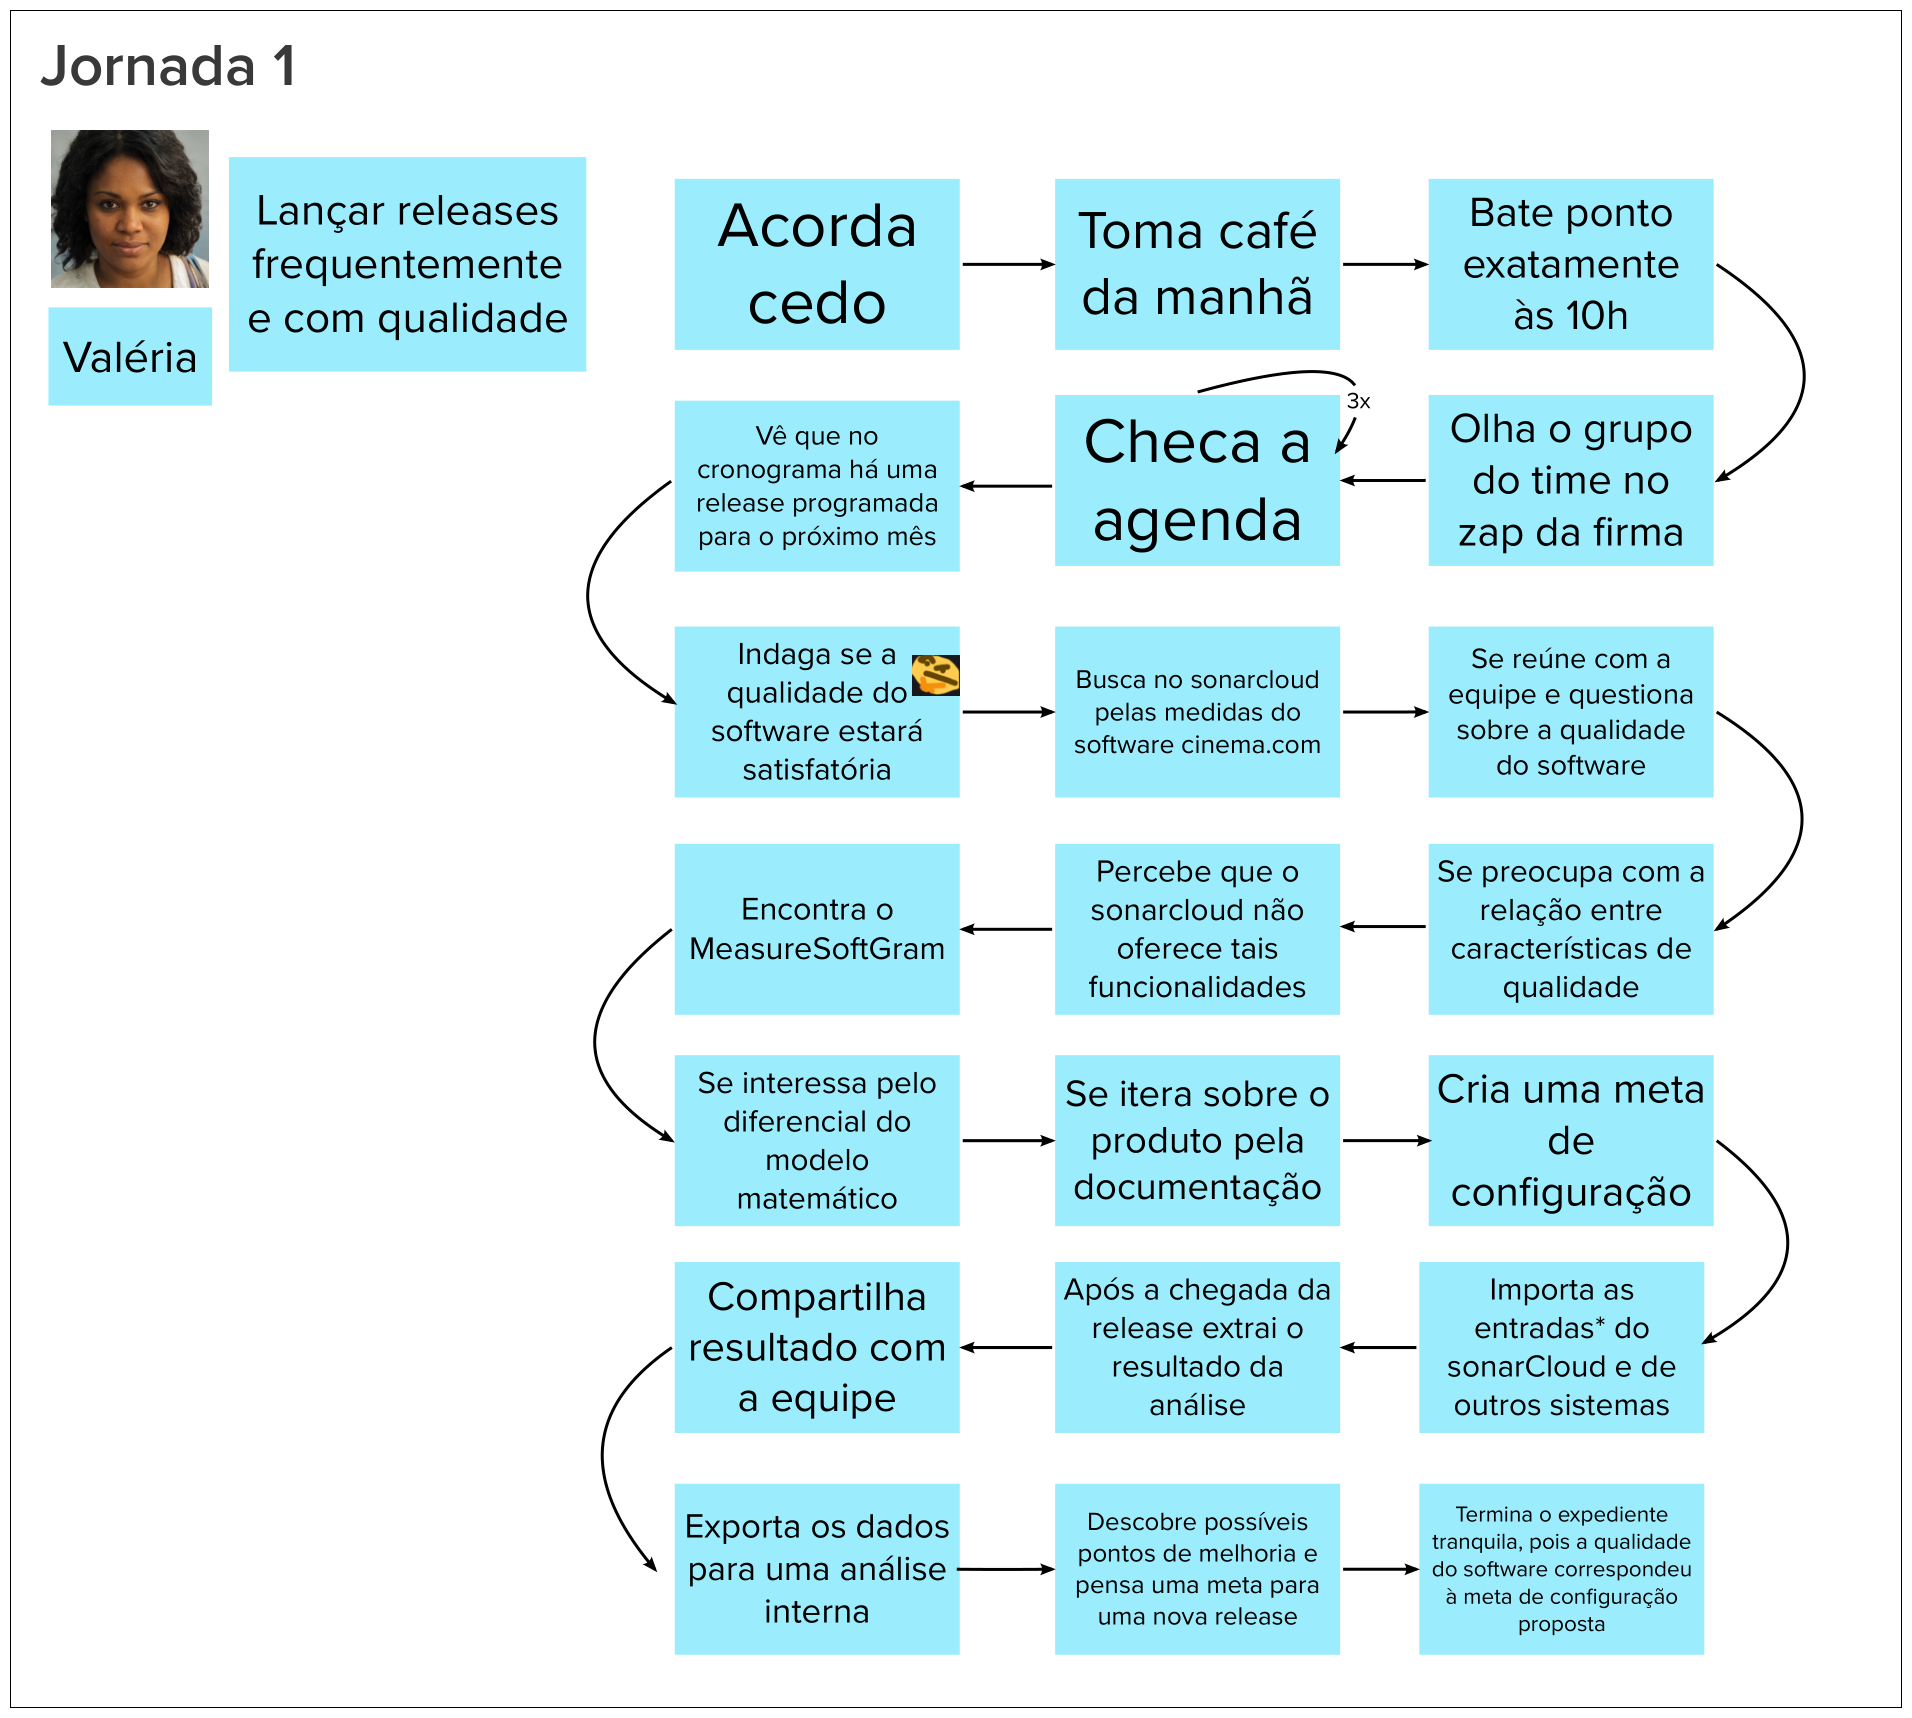 Jornada 1
Valéria
Lançar releases
frequentemente
e com qualidade
Acorda
cedo
Toma café
da manhã
Bate ponto
exatamente
às 10h
Olha o grupo
do time no
zap da firma
3x
Checa a
agenda
Vê que no
cronograma há uma
release programada
para o próximo mês
Indaga se a
qualidade do
software estará
satisfatória
Busca no sonarcloud
pelas medidas do
software cinema.com
Se reúne com a
equipe e questiona
sobre a qualidade
do software
Se preocupa com a
relação entre
características de
qualidade
Percebe que o
sonarcloud não
oferece tais
funcionalidades
Encontra o
MeasureSoftGram
Se interessa pelo
diferencial do
modelo
matemático
Se itera sobre o
produto pela
documentação
Cria uma meta
de
configuração
Importa as
entradas* do
sonarCloud e de
outros sistemas
Após a chegada da
release extrai o
resultado da
análise
Compartilha
resultado com
a equipe
Exporta os dados
para uma análise
interna
Descobre possíveis
pontos de melhoria e
pensa uma meta para
uma nova release
Termina o expediente
tranquila, pois a qualidade
do software correspondeu
à meta de configuração
proposta